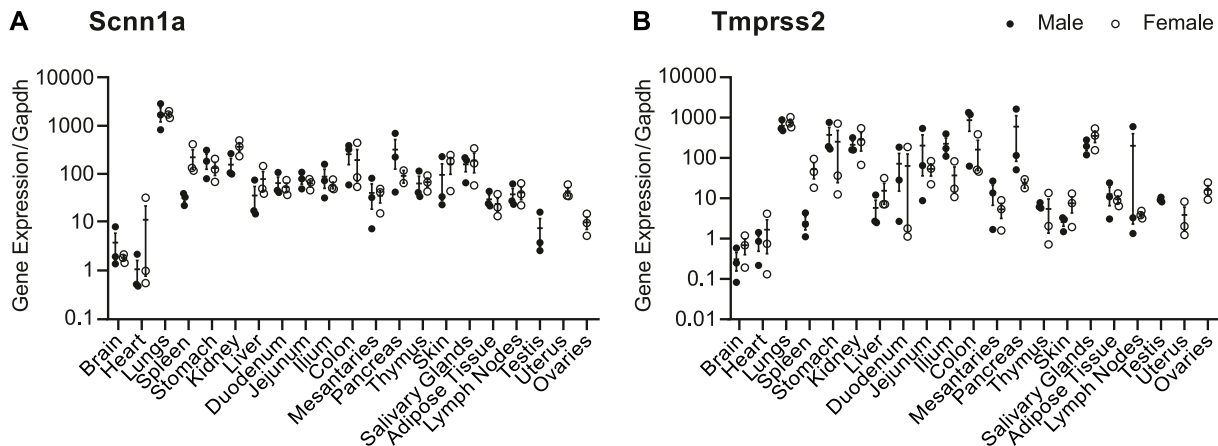 A Scnn1a
Gene Expression/Gapdh
10000
1000
100
10
1
0.1
Brain
Heart
Lungs
Spleen
Stomach
Kidney
Liver
Duodenum
Jejunum
Ilium
Colon
Mesantaries
Pancreas
Thymus
Skin
Salivary Glands
Adipose Tissue
Lymph Nodes
Testis
Uterus
Ovaries
B Tmprss2
Male Female
Gene Expression/Gapdh
10000
1000
100
10
1
0.1
0.01
Brain
Heart
Lungs
Spleen
Stomach
Kidney
Liver
Duodenum
Jejunum
Ilium
Colon
Mesantaries
Pancreas
Thymus
Skin
Salivary Glands
Adipose Tissue
Lymph Nodes
Testis
Uterus
Ovaries